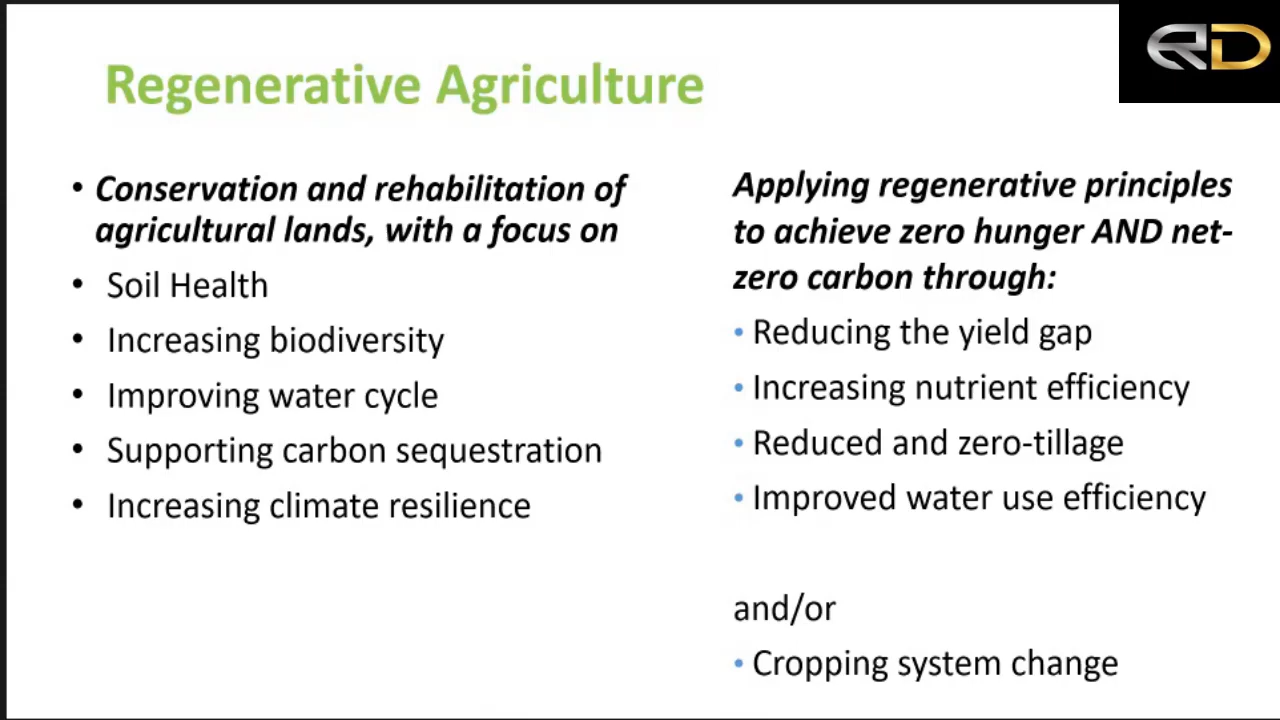 Regenerative Agriculture
• Conservation and rehabilitation of
agricultural lands, with a focus on
• Soil Health
• Increasing biodiversity
• Improving water cycle
• Supporting carbon sequestration
• Increasing climate resilience
Applying regenerative principles
to achieve zero hunger AND net-
zero carbon through:
• Reducing the yield gap
• Increasing nutrient efficiency
• Reduced and zero-tillage
• Improved water use efficiency
and/or
• Cropping system change